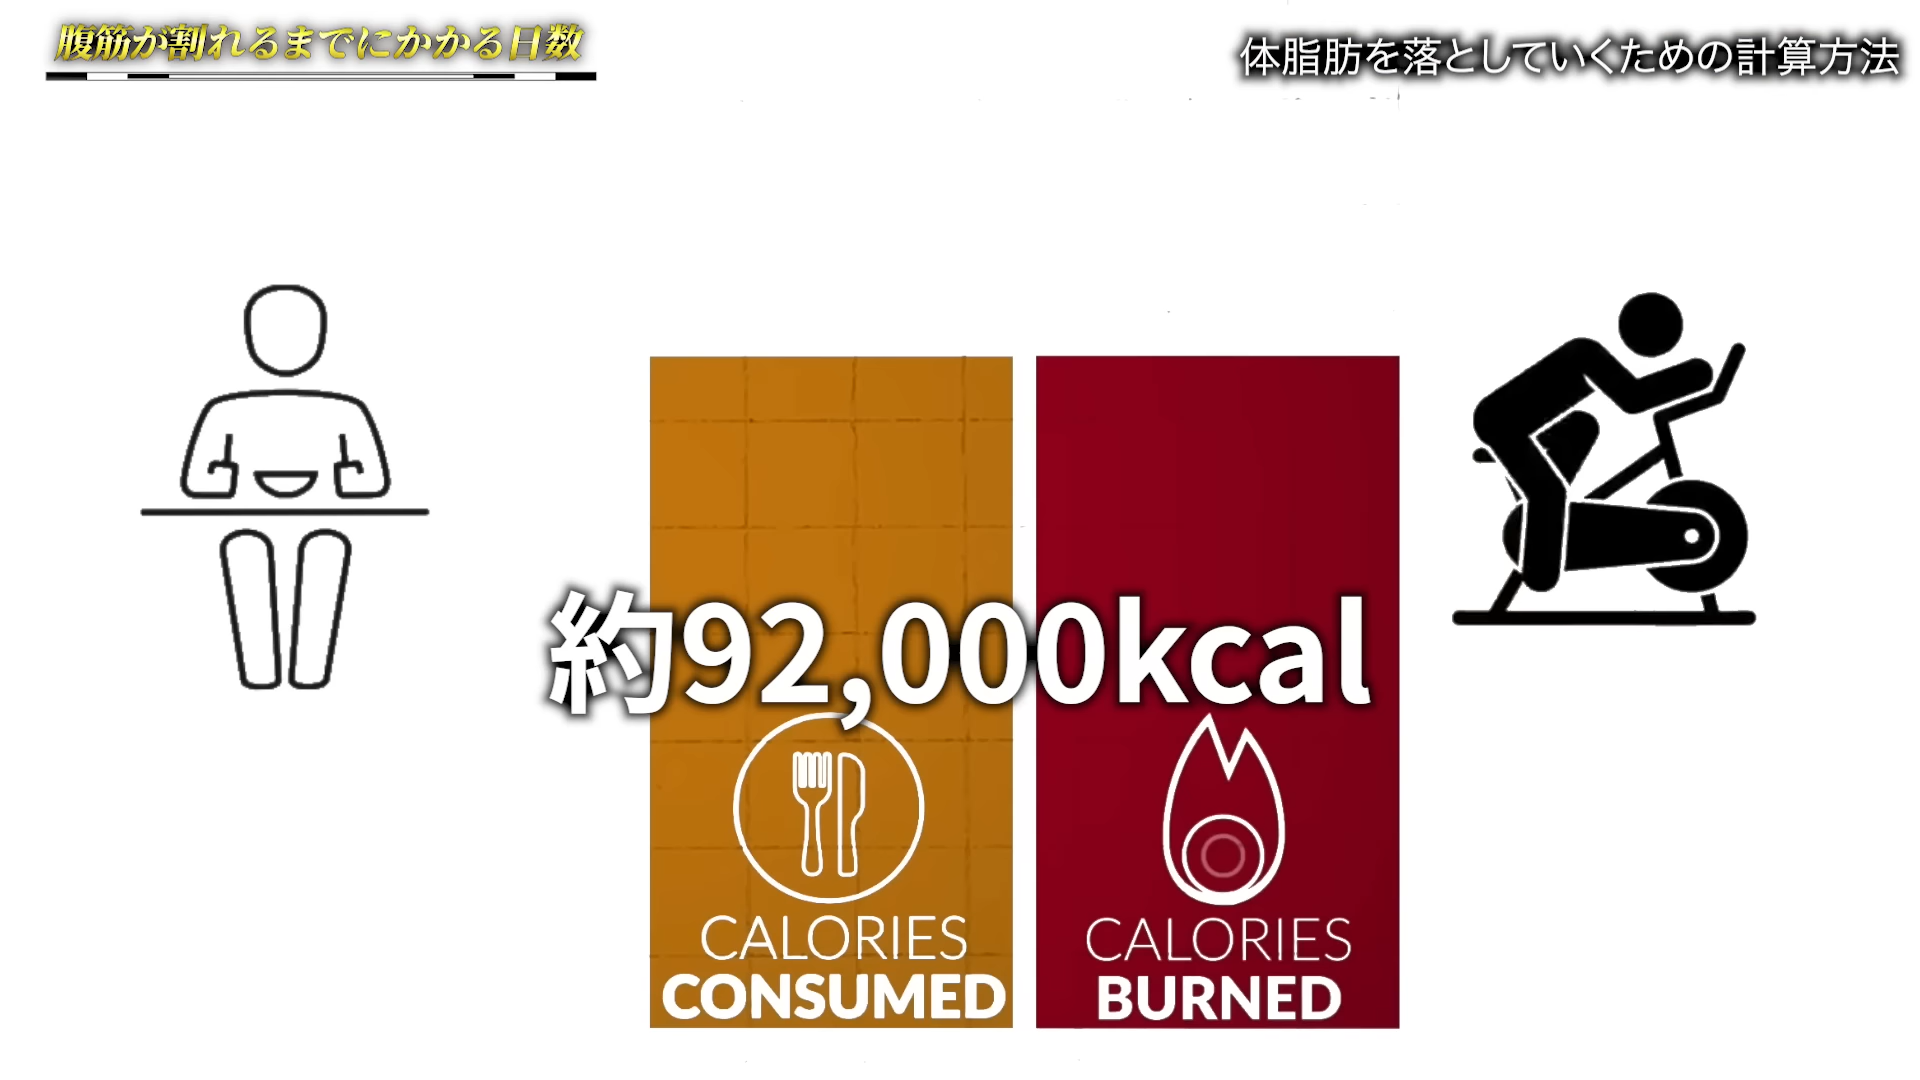 腹筋が割れるまでにかかる日数
体脂肪を落としていくための計算方法
約92,000kcal
CALORIES
CONSUMED
CALORIES
BURNED